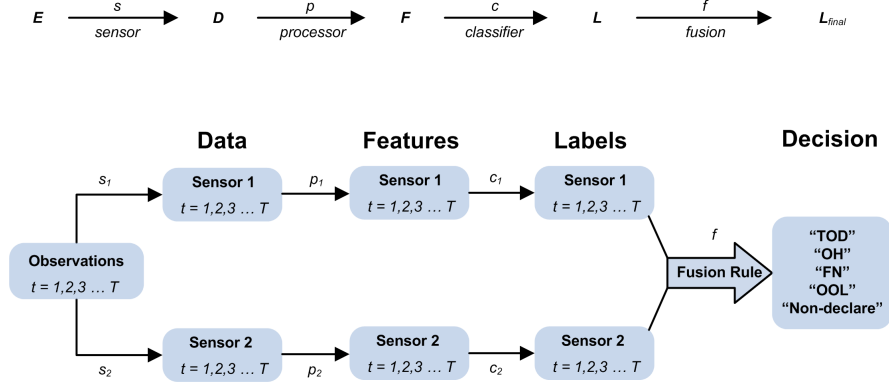 E s D p F c L f L_final
sensor processor classifier fusion
Data Features Labels Decision
s₁ Sensor 1 p₁ Sensor 1 c₁ Sensor 1
t = 1,2,3 … T t = 1,2,3 … T t = 1,2,3 … T
Observations
t = 1,2,3 … T
f
Fusion Rule
“TOD”
“OH”
“FN”
“OOL”
“Non-declare”
s₂ Sensor 2 p₂ Sensor 2 c₂ Sensor 2
t = 1,2,3 … T t = 1,2,3 … T t = 1,2,3 … T